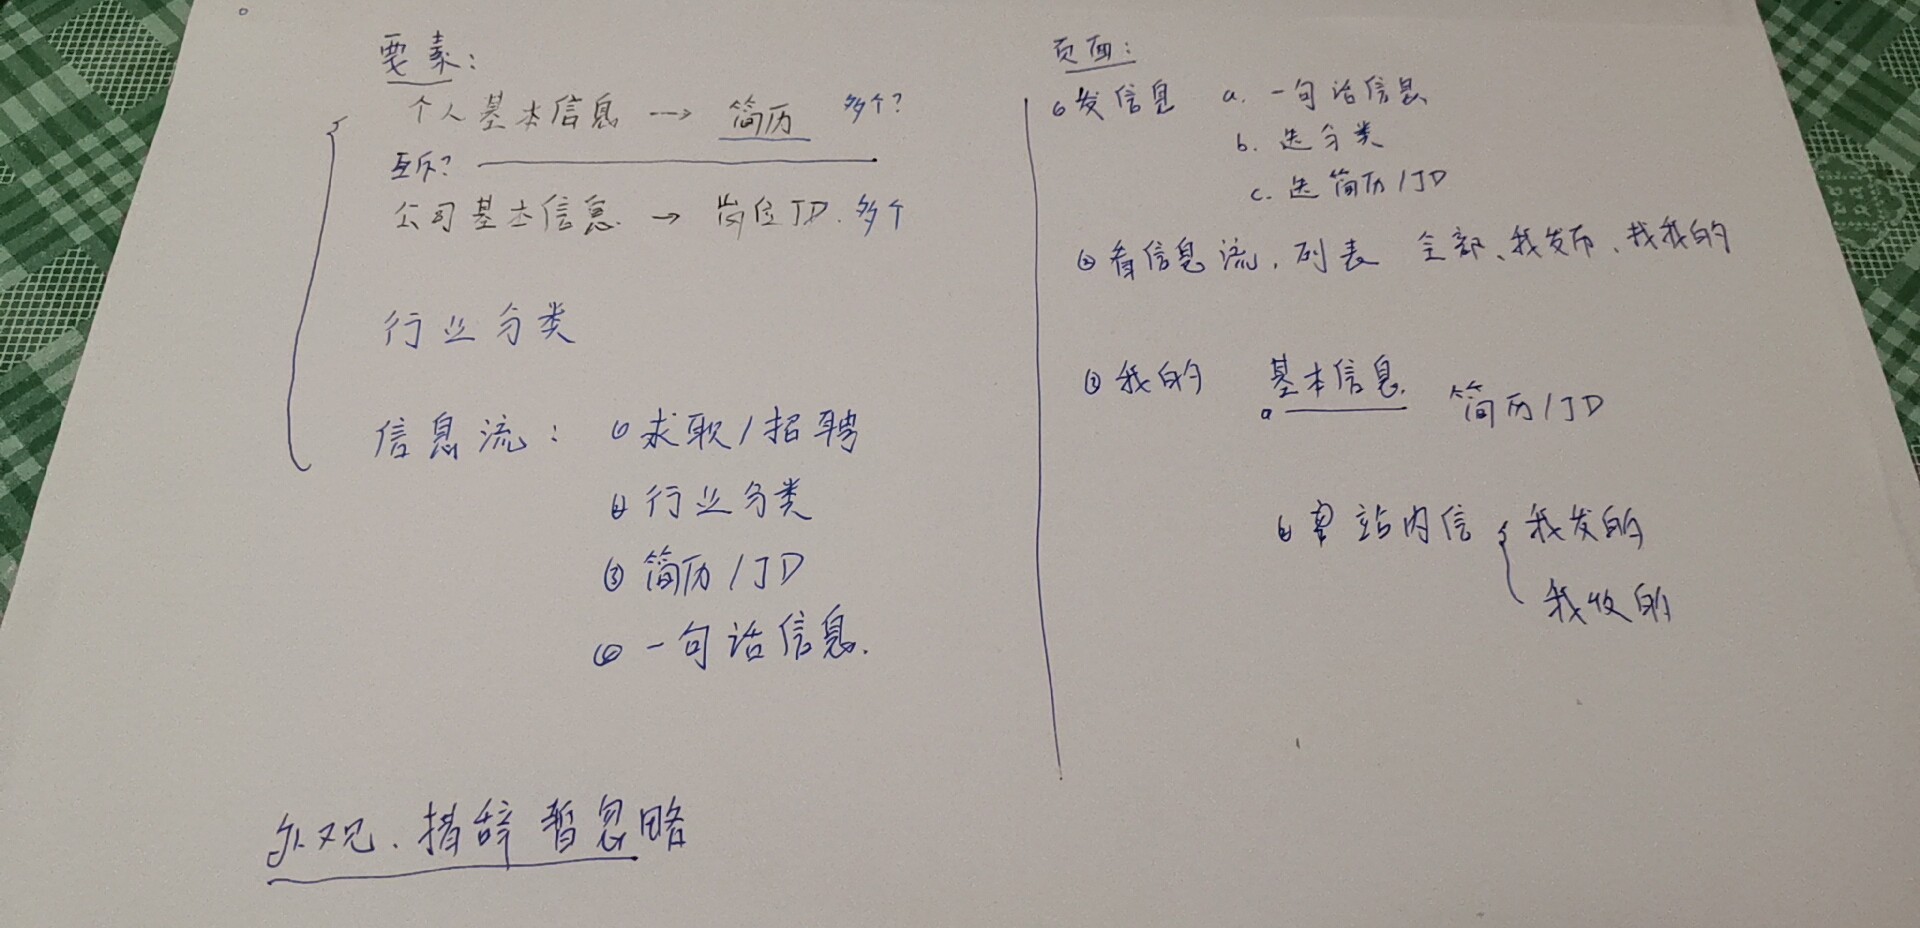 要素:
个人基本信息 → 简历 多个?
互斥?
公司基本信息. → 岗位JD. 多个
行业分类
信息流: ① 求职/招聘
② 行业分类
③ 简历/JD
④ 一句话信息.
外观、措辞暂忽略
页面:
① 发信息 a. 一句话信息
b. 选分类
c. 选简历/JD
② 看信息流, 列表 全部、我发布、找我的
③ 我的 a 基本信息. 简历/JD
b 站内信 { 我发的
我收的